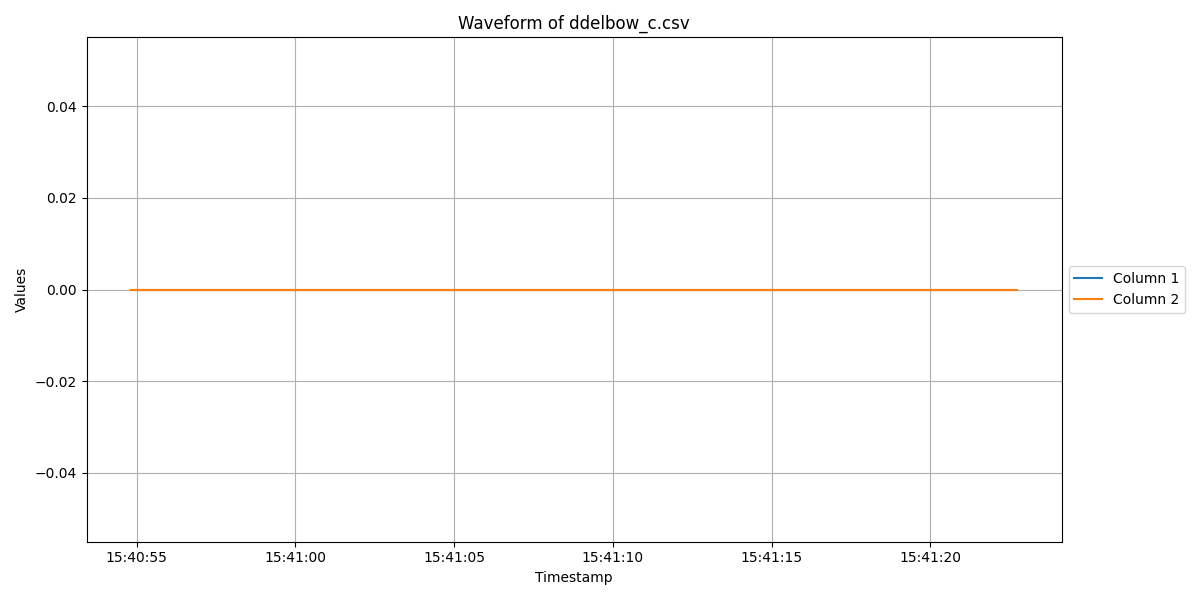 Waveform of ddelbow_c.csv
0.04
0.02
0.00
−0.02
−0.04
Values
Column 1
Column 2
15:40:55 15:41:00 15:41:05 15:41:10 15:41:15 15:41:20
Timestamp